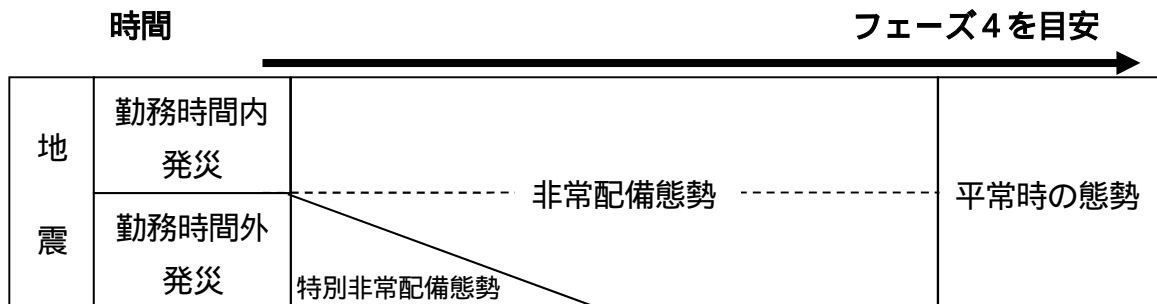 時間
フェーズ4を目安
地震
勤務時間内
発災
非常配備態勢
平常時の態勢
勤務時間外
発災
特別非常配備態勢